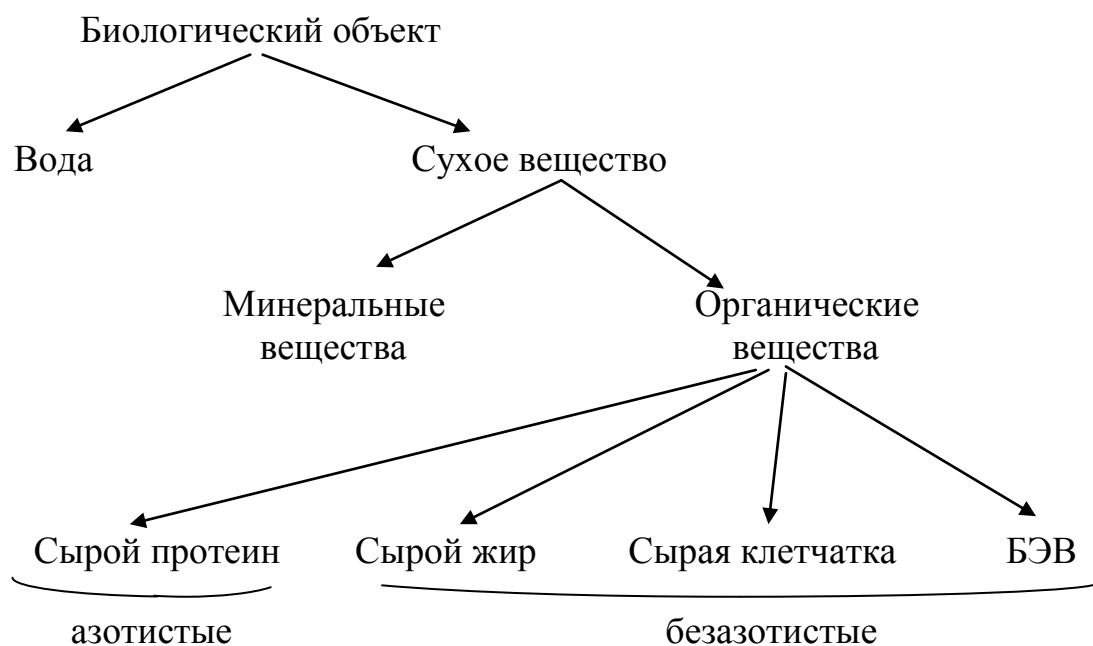 Биологический объект
Вода
Сухое вещество
Минеральные
вещества
Органические
вещества
Сырой протеин
Сырой жир
Сырая клетчатка
БЭВ
азотистые
безазотистые